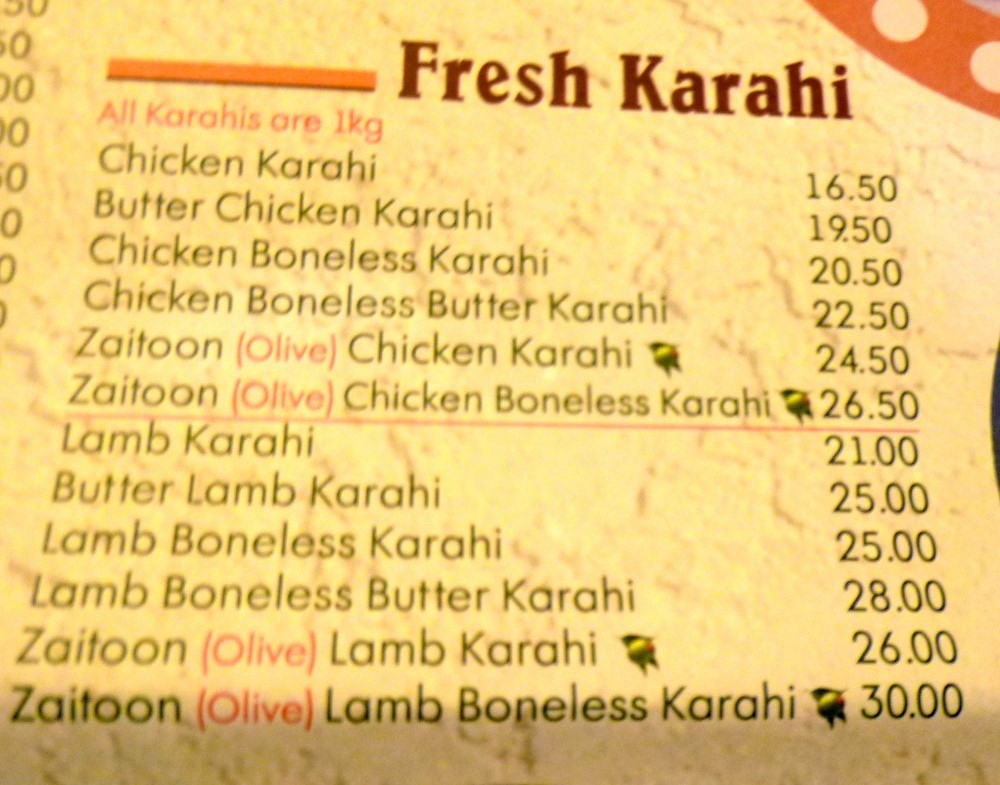 Fresh Karahi
All Karahis are 1kg
Chicken Karahi 16.50
Butter Chicken Karahi 19.50
Chicken Boneless Karahi 20.50
Chicken Boneless Butter Karahi 22.50
Zaitoon (Olive) Chicken Karahi 24.50
Zaitoon (Olive) Chicken Boneless Karahi 26.50
Lamb Karahi 21.00
Butter Lamb Karahi 25.00
Lamb Boneless Karahi 25.00
Lamb Boneless Butter Karahi 28.00
Zaitoon (Olive) Lamb Karahi 26.00
Zaitoon (Olive) Lamb Boneless Karahi 30.00